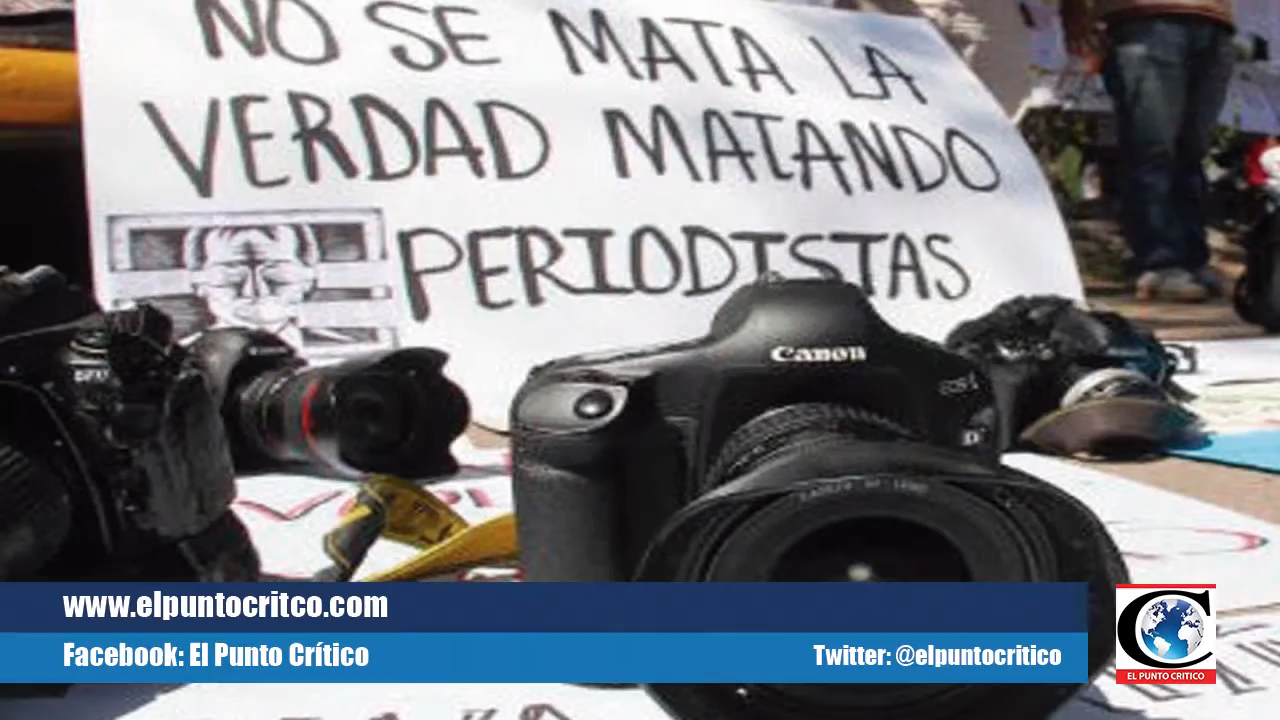 NO SE MATA LA
VERDAD MATANDO
PERIODISTAS
Canon
D
www.elpuntocritco.com
Facebook: El Punto Crítico
Twitter: @elpuntocritico
C
EL PUNTO CRITICO